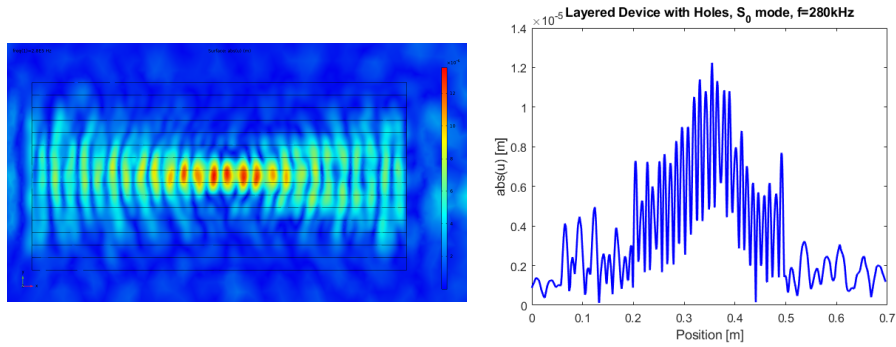 ×10⁻⁵ Layered Device with Holes, S₀ mode, f=280kHz
1.4
1.2
1
0.8
0.6
0.4
0.2
0
abs(u) [m]
0 0.1 0.2 0.3 0.4 0.5 0.6 0.7
Position [m]